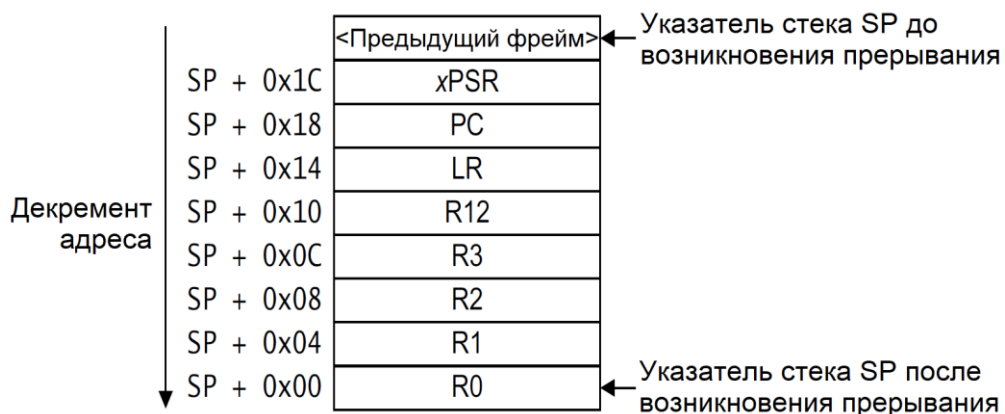 <Предыдущий фрейм>
Указатель стека SP до
возникновения прерывания
SP + 0x1C xPSR
SP + 0x18 PC
SP + 0x14 LR
Декремент
адреса
SP + 0x10 R12
SP + 0x0C R3
SP + 0x08 R2
SP + 0x04 R1
SP + 0x00 R0
Указатель стека SP после
возникновения прерывания